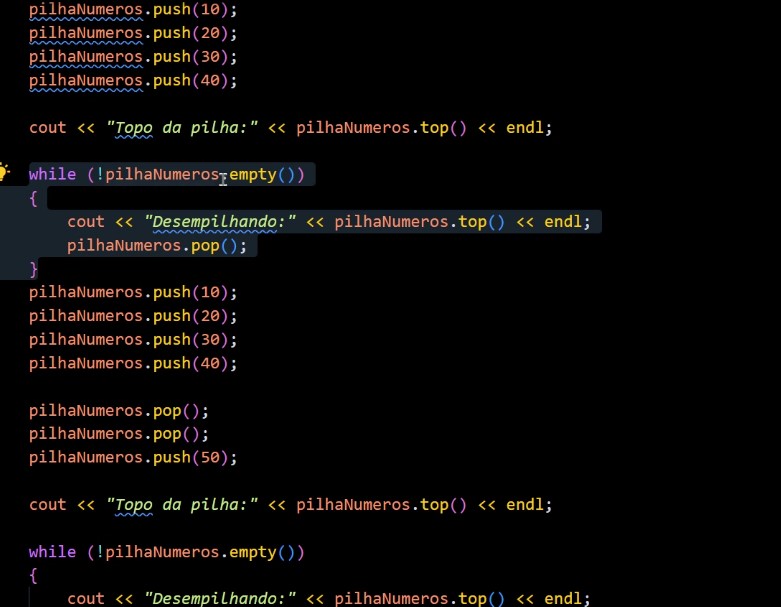 pilhaNumeros.push(10);
pilhaNumeros.push(20);
pilhaNumeros.push(30);
pilhaNumeros.push(40);
cout << "Topo da pilha:" << pilhaNumeros.top() << endl;
while (!pilhaNumeros.empty())
{
cout << "Desempilhando:" << pilhaNumeros.top() << endl;
pilhaNumeros.pop();
}
pilhaNumeros.push(10);
pilhaNumeros.push(20);
pilhaNumeros.push(30);
pilhaNumeros.push(40);
pilhaNumeros.pop();
pilhaNumeros.pop();
pilhaNumeros.push(50);
cout << "Topo da pilha:" << pilhaNumeros.top() << endl;
while (!pilhaNumeros.empty())
{
cout << "Desempilhando:" << pilhaNumeros.top() << endl;